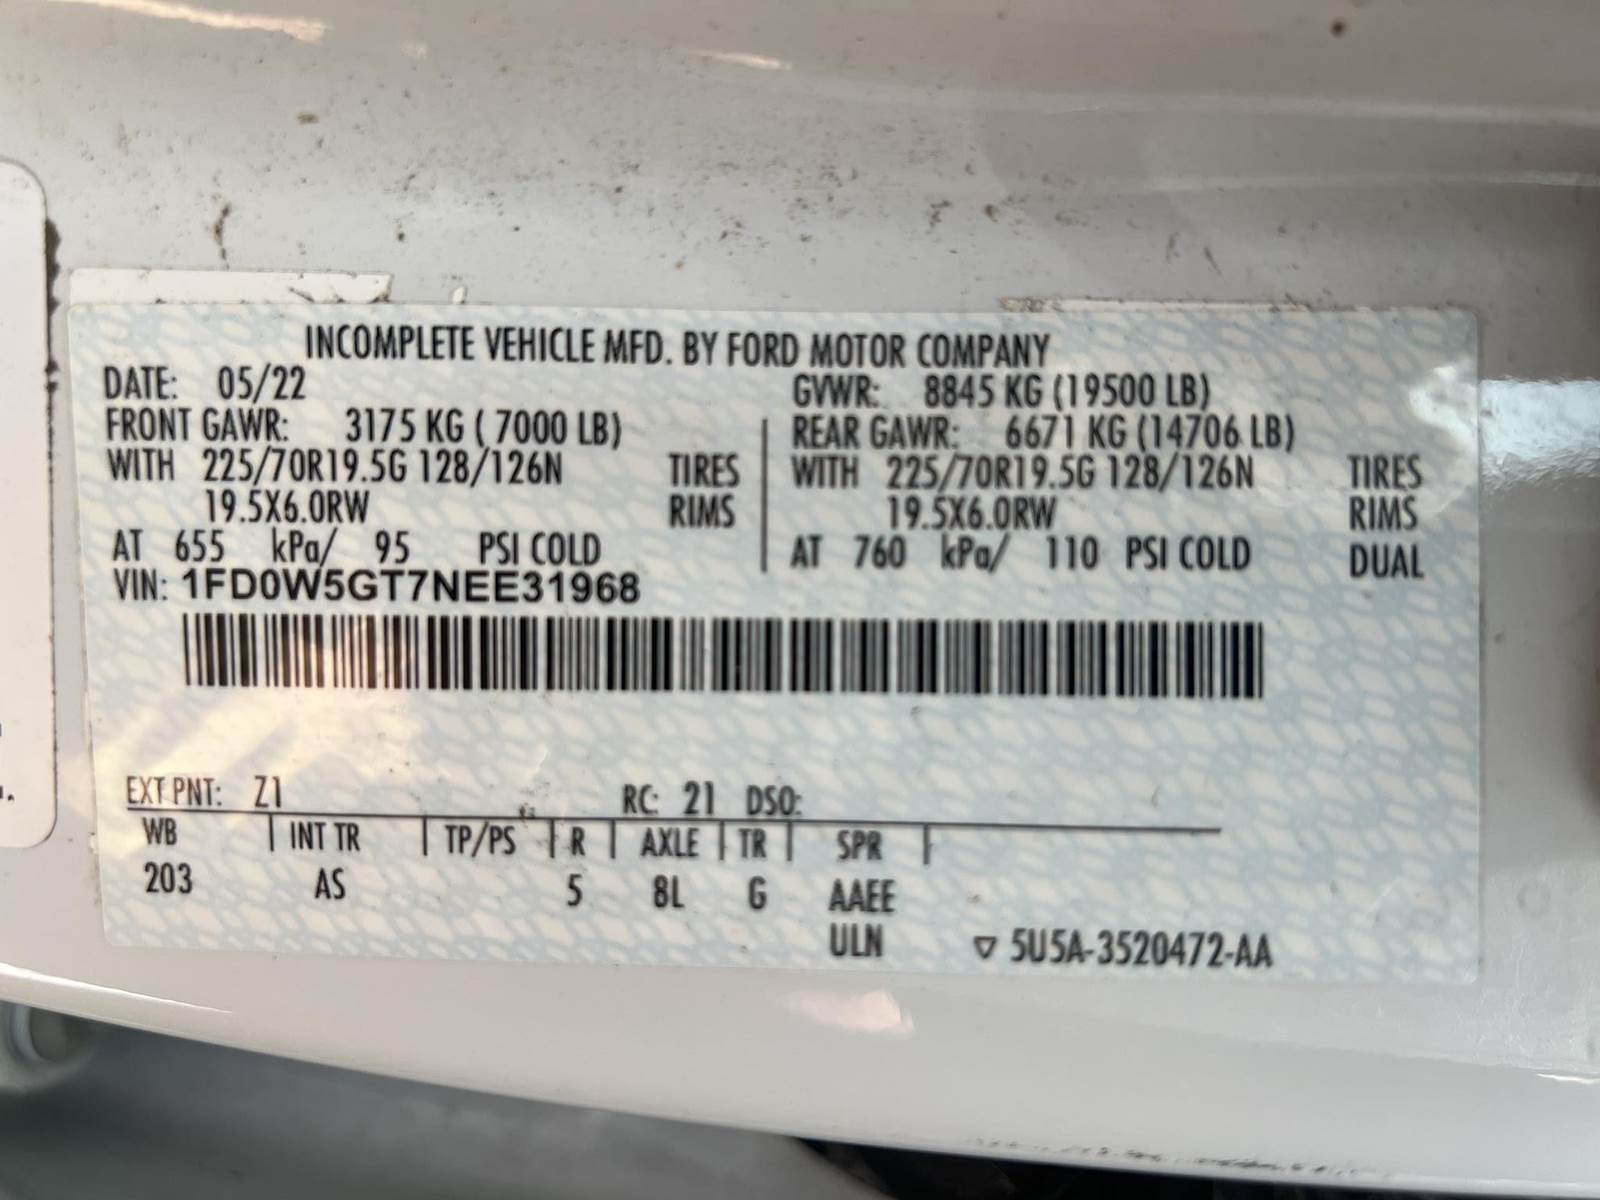 INCOMPLETE VEHICLE MFD. BY FORD MOTOR COMPANY
DATE: 05/22 GVWR: 8845 KG (19500 LB)
FRONT GAWR: 3175 KG ( 7000 LB) REAR GAWR: 6671 KG (14706 LB)
WITH 225/70R19.5G 128/126N TIRES WITH 225/70R19.5G 128/126N TIRES
19.5X6.0RW RIMS 19.5X6.0RW RIMS
AT 655 kPa/ 95 PSI COLD AT 760 kPa/ 110 PSI COLD DUAL
VIN: 1FD0W5GT7NEE31968
EXT PNT: Z1 RC: 21 DSO:
WB INT TR TP/PS R AXLE TR SPR
203 AS 5 8L G AAEE
ULN ▽ 5U5A-3520472-AA